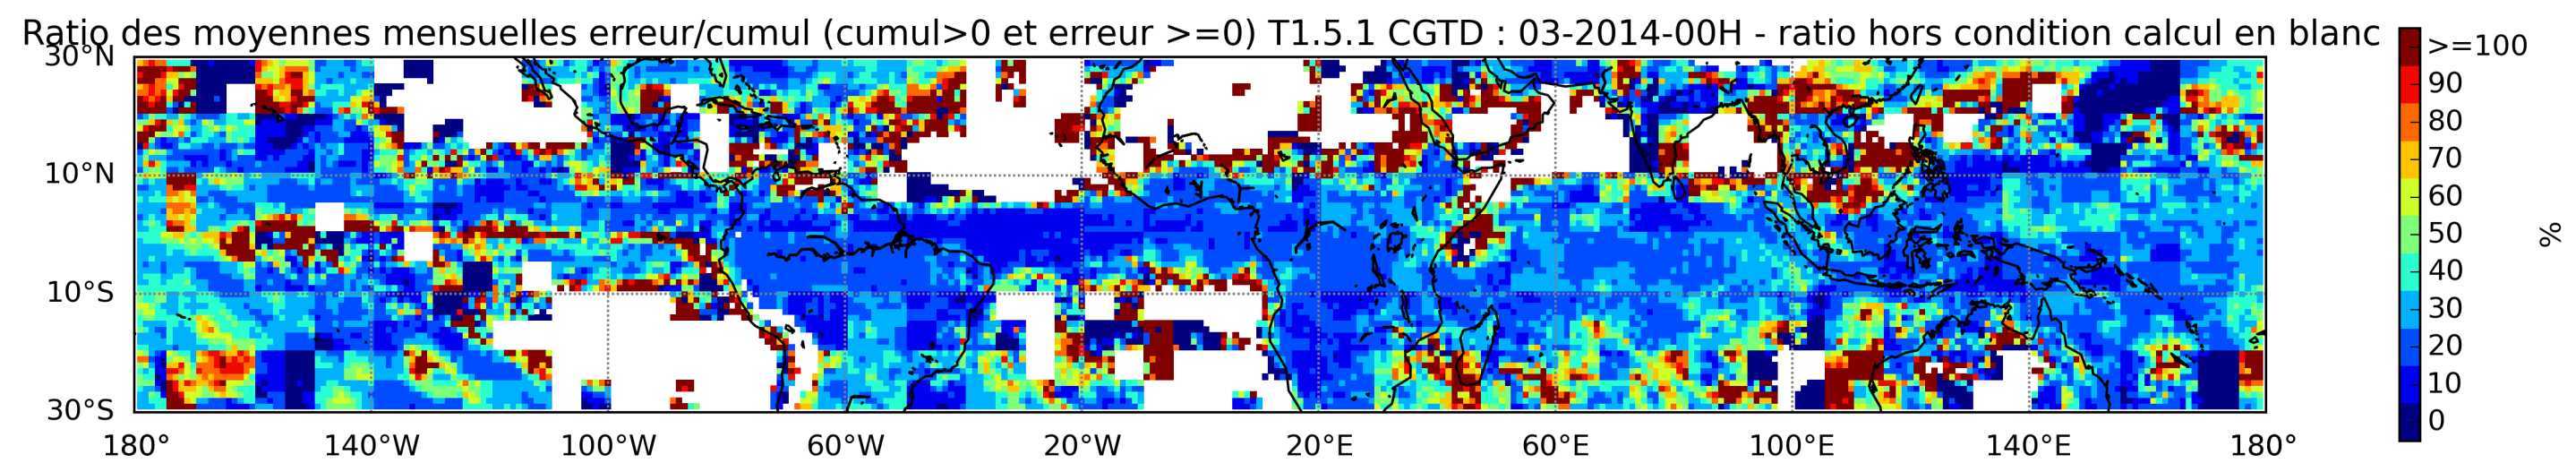 Ratio des moyennes mensuelles erreur/cumul (cumul>0 et erreur >=0) T1.5.1 CGTD : 03-2014-00H - ratio hors condition calcul en blanc
30°N
10°N
10°S
30°S
180° 140°W 100°W 60°W 20°W 20°E 60°E 100°E 140°E 180°
>=100
90
80
70
60
50
40
30
20
10
0
%